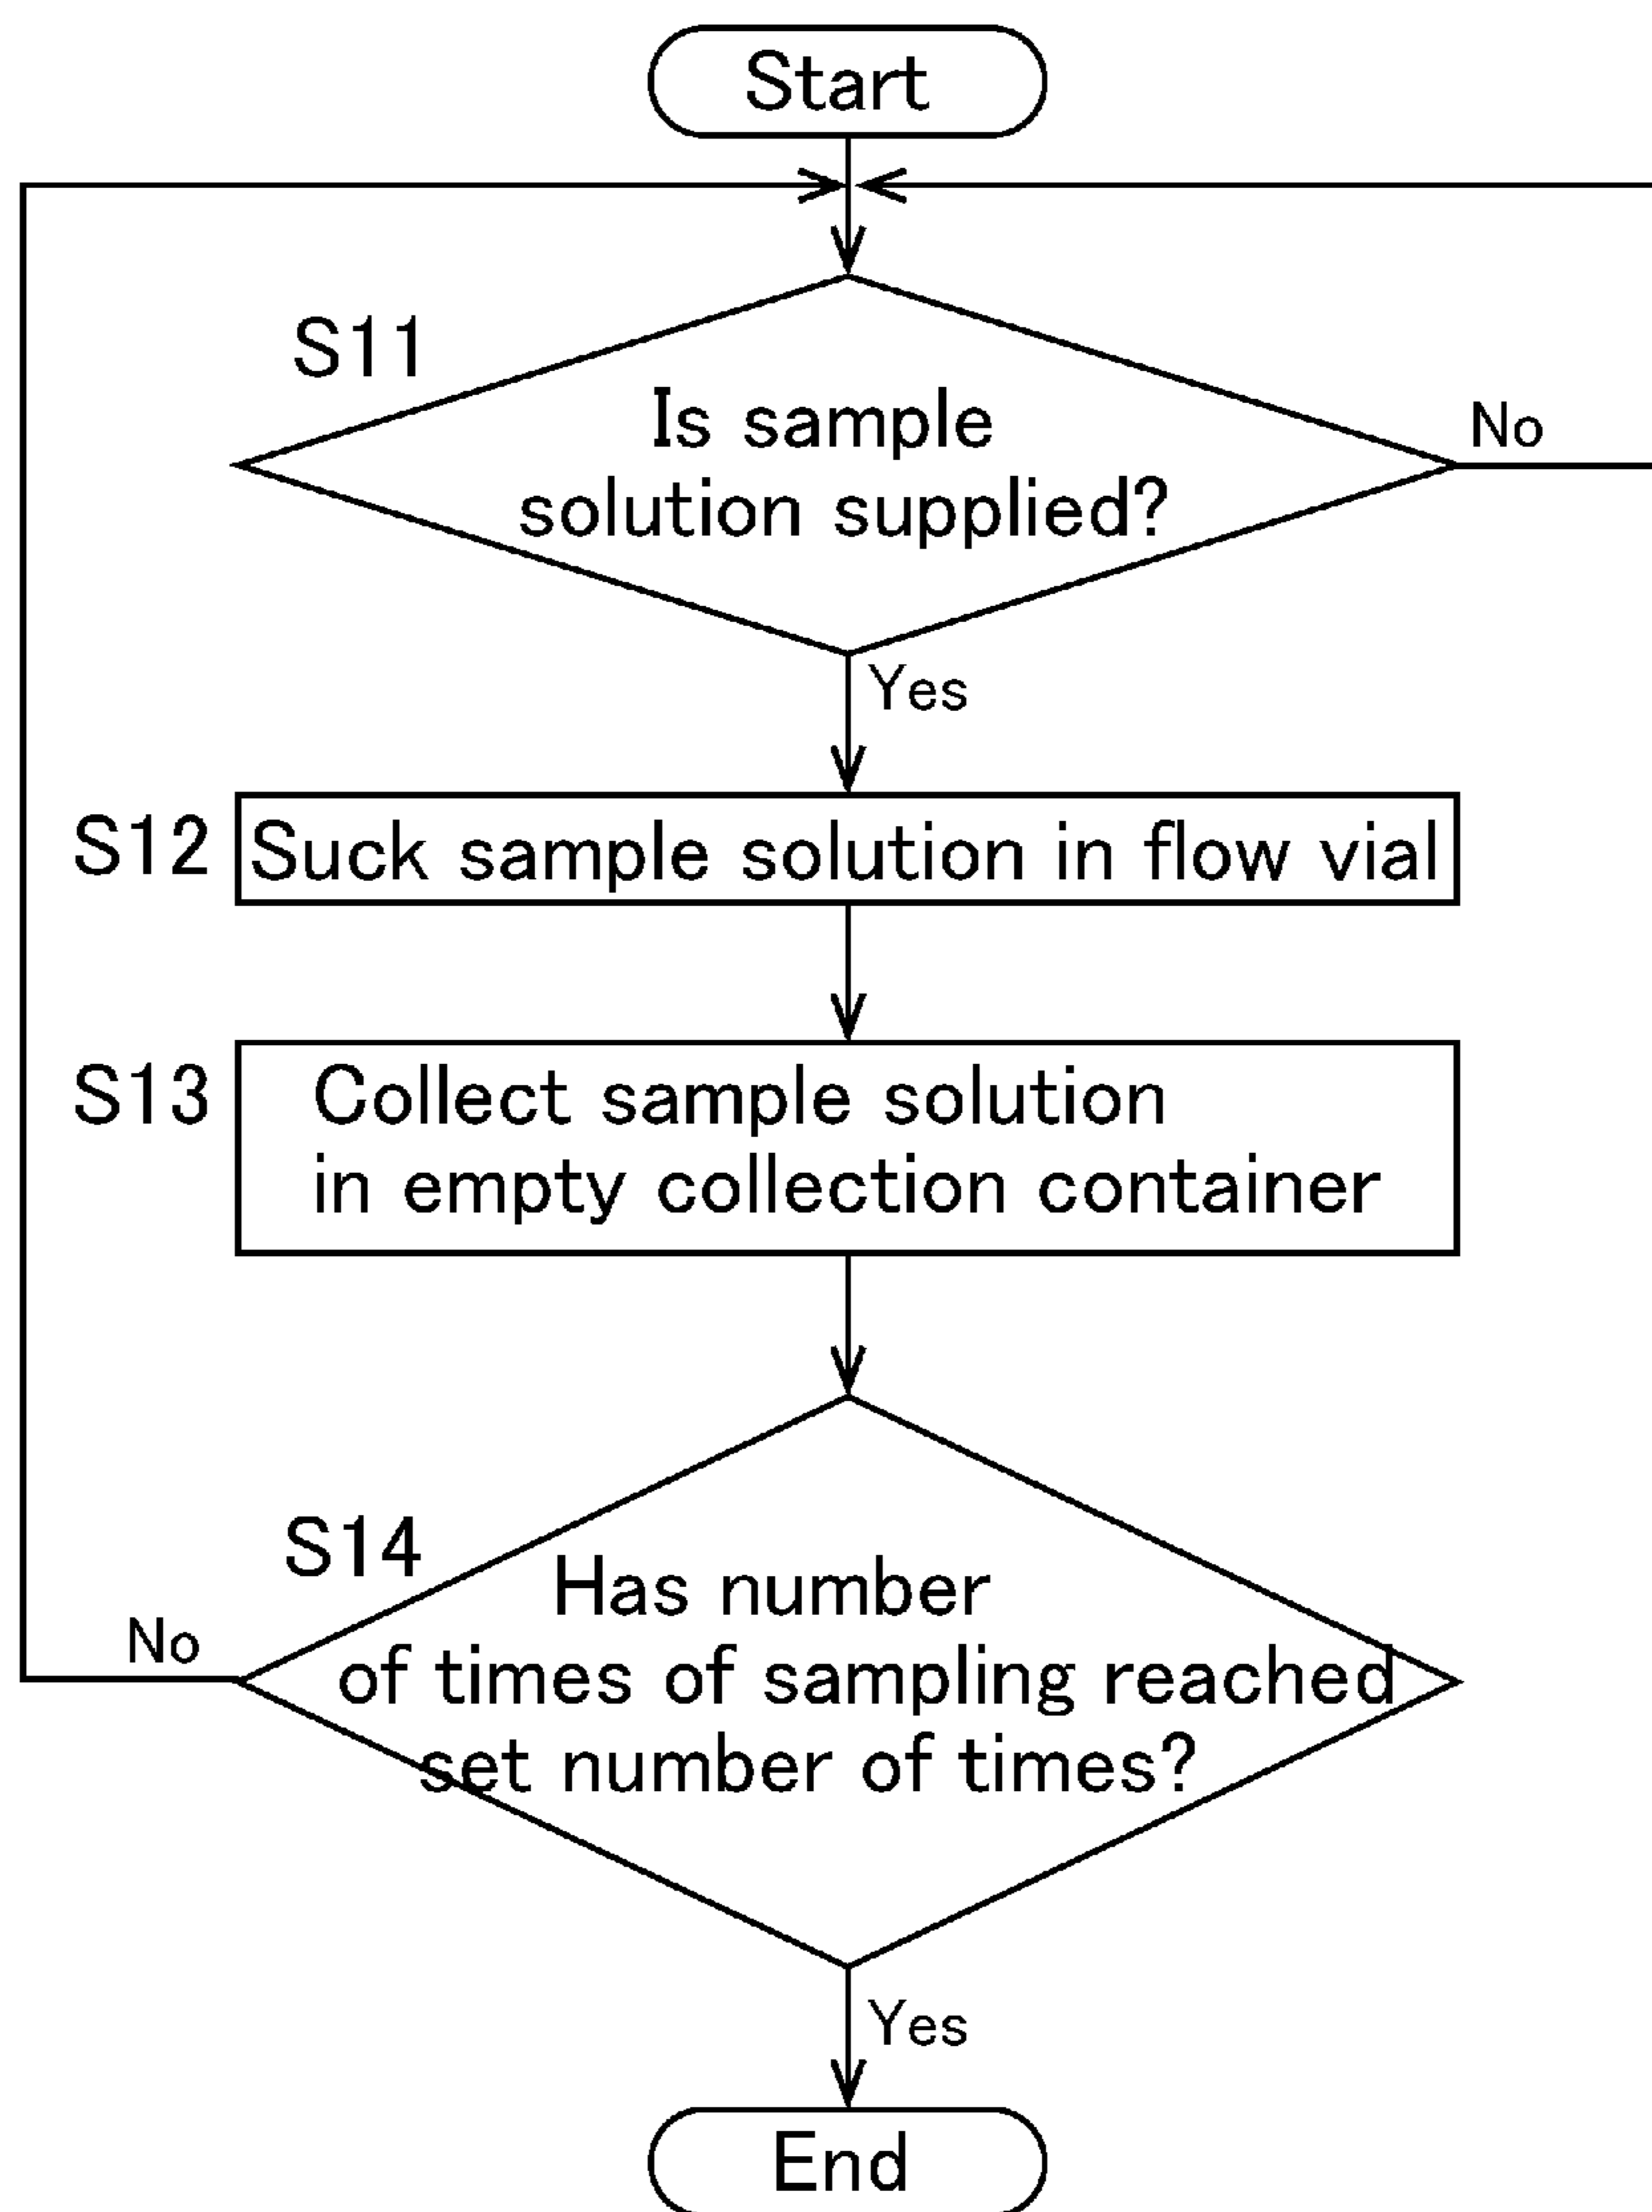 Start
S11
Is sample
solution supplied?
No
Yes
S12
Suck sample solution in flow vial
S13
Collect sample solution
in empty collection container
S14
Has number
of times of sampling reached
set number of times?
No
Yes
End